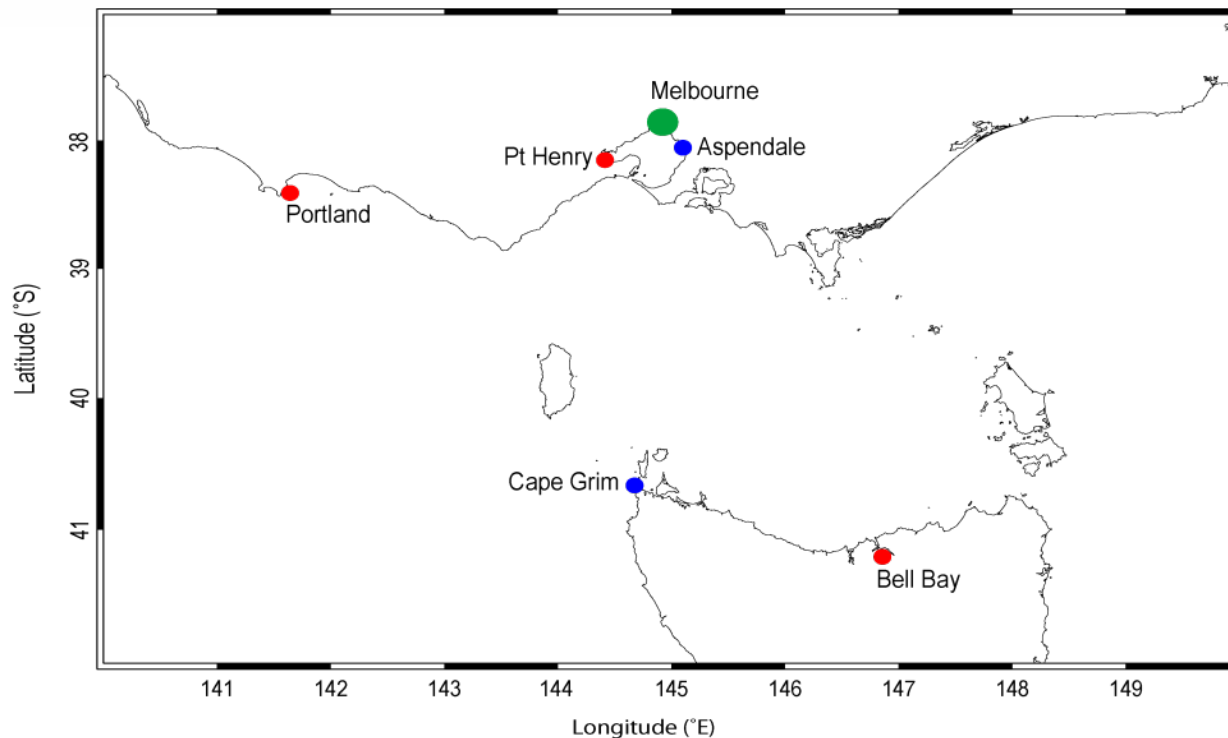 Melbourne
38
Pt Henry
Aspendale
Portland
39
Latitude (˚S)
40
Cape Grim
41
Bell Bay
141 142 143 144 145 146 147 148 149
Longitude (˚E)